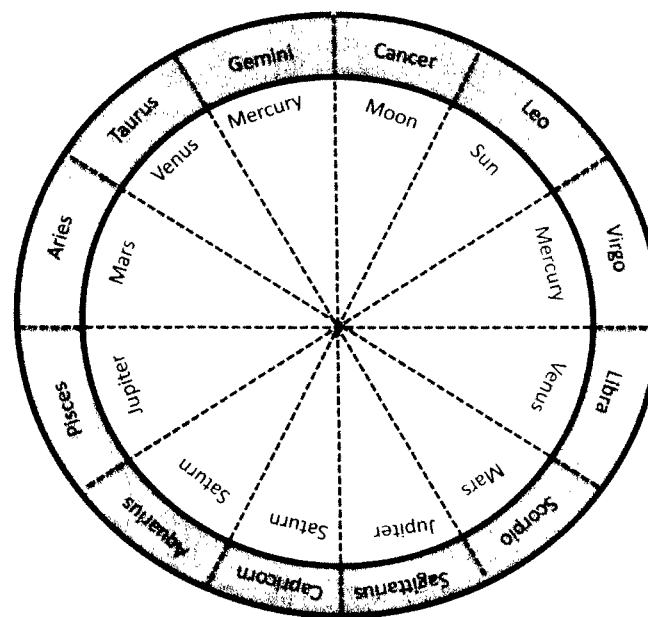 Gemini
Cancer
Leo
Virgo
Libra
Scorpio
Sagittarius
Capricorn
Aquarius
Pisces
Aries
Taurus
Mercury
Moon
Sun
Mercury
Venus
Mars
Jupiter
Saturn
Saturn
Jupiter
Mars
Venus